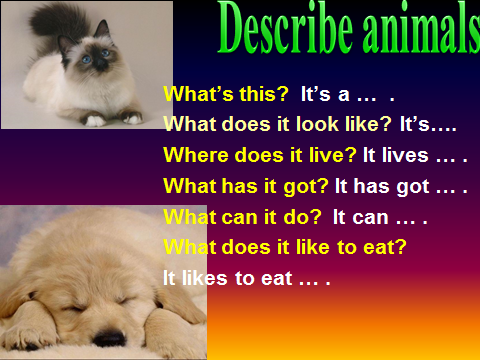 Describe animals
What's this? It's a … .
What does it look like? It's….
Where does it live? It lives … .
What has it got? It has got … .
What can it do? It can … .
What does it like to eat?
It likes to eat … .